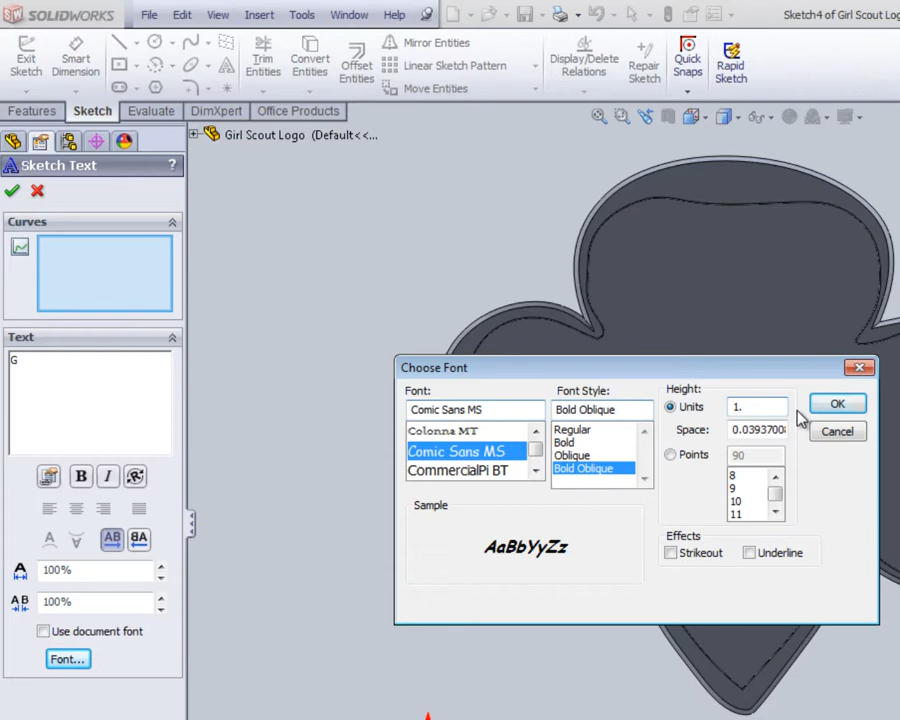 SOLIDWORKS File Edit View Insert Tools Window Help Sketch4 of Girl Scout Log
Exit Sketch
Smart Dimension
Trim Entities
Convert Entities
Offset Entities
Mirror Entities
Linear Sketch Pattern
Move Entities
Display/Delete Relations
Repair Sketch
Quick Snaps
Rapid Sketch
Features Sketch Evaluate DimXpert Office Products
Girl Scout Logo (Default<<...
Sketch Text ?
Curves
Text
G
B I
AB BA
A 100%
AB 100%
Use document font
Font...
Choose Font
Font:
Comic Sans MS
Colonna MT
Comic Sans MS
CommercialPi BT
Font Style:
Bold Oblique
Regular
Bold
Oblique
Bold Oblique
Height:
Units 1.
Space: 0.03937008
Points 90
8
9
10
11
OK
Cancel
Sample
AaBbYyZz
Effects
Strikeout Underline